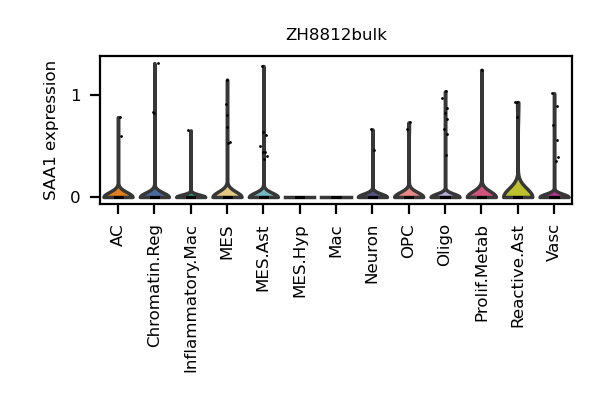 ZH8812bulk
SAA1 expression
1
0
AC
Chromatin.Reg
Inflammatory.Mac
MES
MES.Ast
MES.Hyp
Mac
Neuron
OPC
Oligo
Prolif.Metab
Reactive.Ast
Vasc